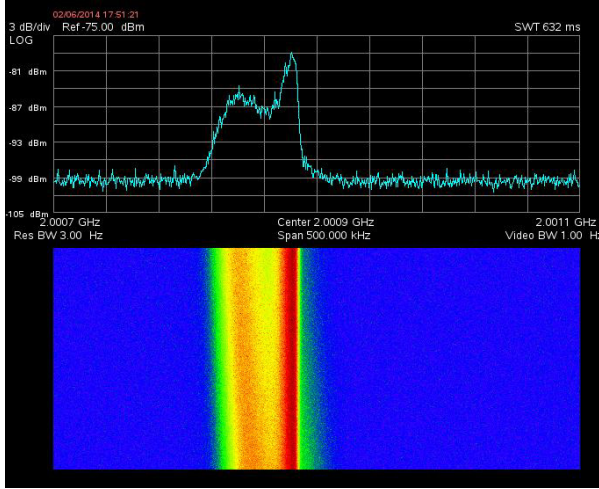 02/06/2014 17:51:21
3 dB/div Ref -75.00 dBm SWT 632 ms
LOG
-81 dBm
-87 dBm
-93 dBm
-99 dBm
-105 dBm
2.0007 GHz Center 2.0009 GHz 2.0011 GHz
Res BW 3.00 Hz Span 500.000 kHz Video BW 1.00 Hz